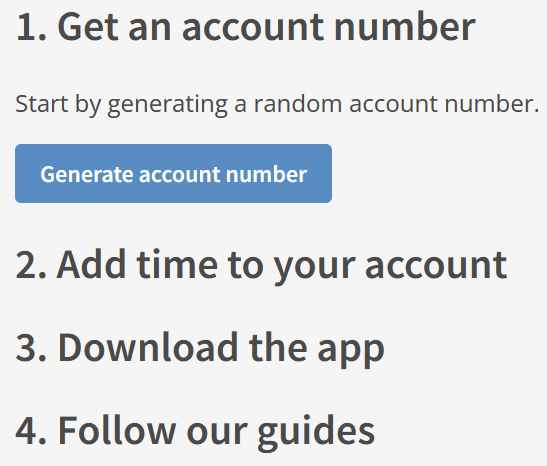 1. Get an account number
Start by generating a random account number.
Generate account number
2. Add time to your account
3. Download the app
4. Follow our guides